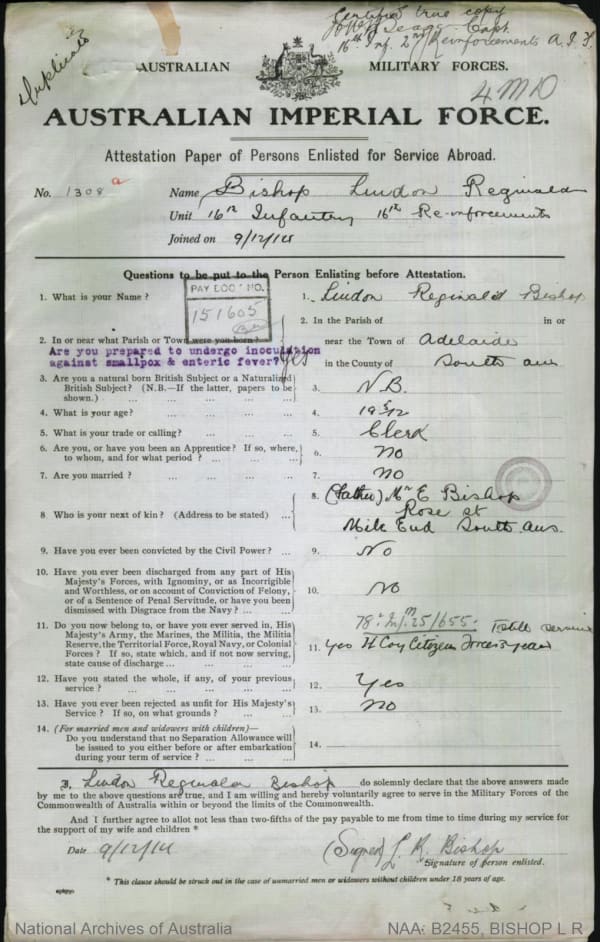 Duplicate
Certified true copy
Capt.
16th Inf. 2nd Reinforcements A.I.F.
AUSTRALIAN MILITARY FORCES.
4 MD
AUSTRALIAN IMPERIAL FORCE.
Attestation Paper of Persons Enlisted for Service Abroad.
No. 1308 a Name Bishop Lindon Reginald
Unit 16th Infantry 16th Re-inforcements
Joined on 9/12/14
Questions to be put to the Person Enlisting before Attestation.
PAY DOC. NO.
151605
1. What is your Name? 1. Lindon Reginald Bishop
2. In or near what Parish or Town were you born? 2. In the Parish of in or
near the Town of Adelaide
in the County of South Aus
Are you prepared to undergo inoculation
against smallpox & enteric fever? Yes
3. Are you a natural born British Subject or a Naturalized
British Subject? (N.B.—If the latter, papers to be
shown.) 3. N.B.
4. What is your age? 4. 19 5/12
5. What is your trade or calling? 5. Clerk
6. Are you, or have you been an Apprentice? If so, where,
to whom, and for what period? 6. No
7. Are you married? 7. No
8. Who is your next of kin? (Address to be stated) 8. (Father) Mr E Bishop
Rose st
Mile End South Aus.
9. Have you ever been convicted by the Civil Power? 9. No
10. Have you ever been discharged from any part of His
Majesty's Forces, with Ignominy, or as Incorrigible
and Worthless, or on account of Conviction of Felony,
or of a Sentence of Penal Servitude, or have you been
dismissed with Disgrace from the Navy? 10. No
11. Do you now belong to, or have you ever served in, His
Majesty's Army, the Marines, the Militia, the Militia
Reserve, the Territorial Force, Royal Navy, or Colonial
Forces? If so, state which, and if not now serving,
state cause of discharge
78th Inf. M 251655. still serving
11. yes H Coy Citizen Forces 3 years
12. Have you stated the whole, if any, of your previous
service? 12. Yes
13. Have you ever been rejected as unfit for His Majesty's
Service? If so, on what grounds? 13. No
14. (For married men and widowers with children)—
Do you understand that no Separation Allowance will
be issued to you either before or after embarkation
during your term of service? 14.
I, Lindon Reginald Bishop do solemnly declare that the above answers made
by me to the above questions are true, and I am willing and hereby voluntarily agree to serve in the Military Forces of the
Commonwealth of Australia within or beyond the limits of the Commonwealth.
And I further agree to allot not less than two-fifths of the pay payable to me from time to time during my service for
the support of my wife and children *
Date 9/12/14 (Signed) L. R. Bishop
Signature of person enlisted.
* This clause should be struck out in the case of unmarried men or widowers without children under 18 years of age.
National Archives of Australia NAA: B2455, BISHOP L R